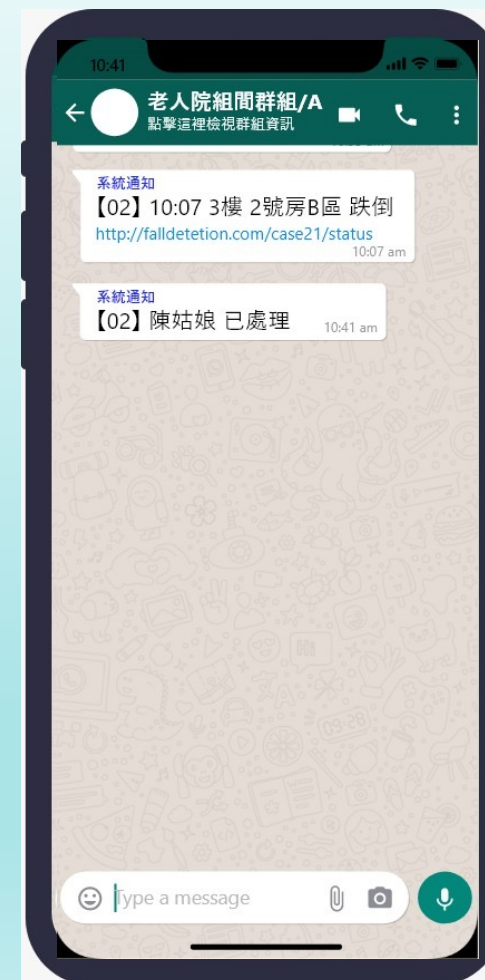 10:41
老人院組間群組/A
點擊這裡檢視群組資訊
系統通知
【02】10:07 3樓 2號房B區 跌倒
http://falldetetion.com/case21/status
10:07 am
系統通知
【02】陳姑娘 已處理
10:41 am
Type a message